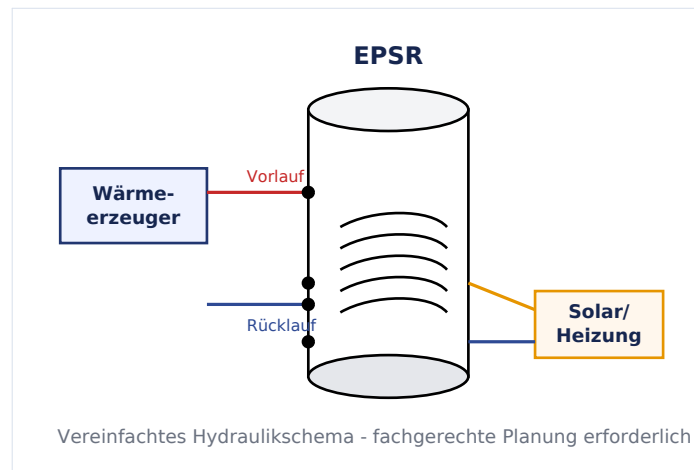 EPSR
Vorlauf
Wärme-
erzeuger
Rücklauf
Solar/
Heizung
Vereinfachtes Hydraulikschema - fachgerechte Planung erforderlich